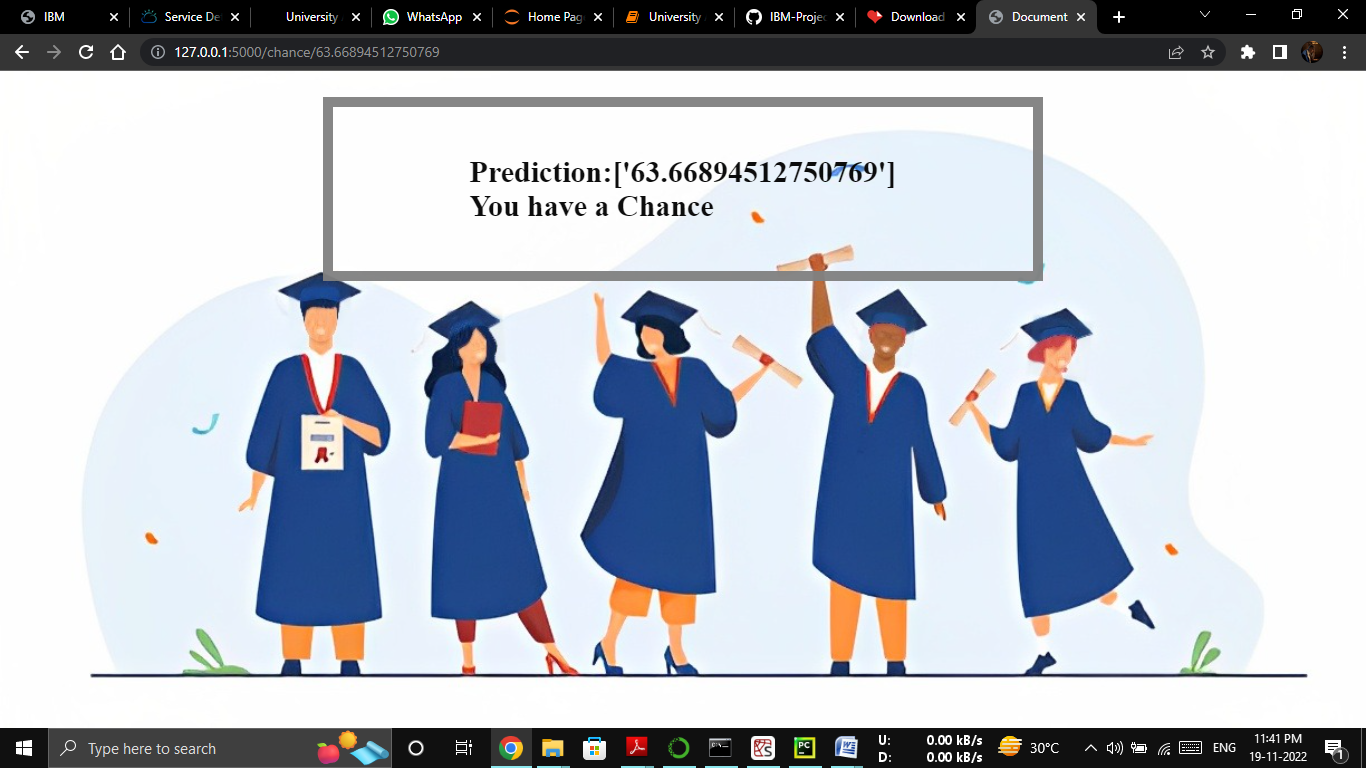 IBM
Service De
University
WhatsApp
Home Pag
University
IBM-Projec
Download
Document
127.0.0.1:5000/chance/63.66894512750769
Prediction:['63.66894512750769']
You have a Chance
Type here to search
U: 0.00 kB/s
D: 0.00 kB/s
30°C
ENG
11:41 PM
19-11-2022
1